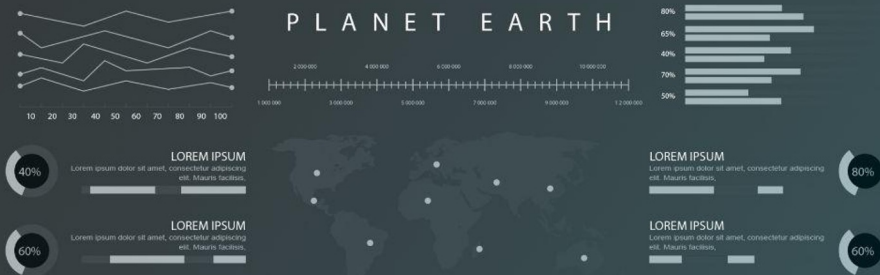 PLANET EARTH
2 000 000 4 000 000 6 000 000 8 000 000 10 000 000
1 000 000 3 000 000 5 000 000 7 000 000 9 000 000 12 000 000
10 20 30 40 50 60 70 80 90 100
80%
65%
40%
70%
50%
40%
LOREM IPSUM
Lorem ipsum dolor sit amet, consectetur adipiscing
elit. Mauris facilisis,
60%
LOREM IPSUM
Lorem ipsum dolor sit amet, consectetur adipiscing
elit. Mauris facilisis,
LOREM IPSUM
Lorem ipsum dolor sit amet, consectetur adipiscing
elit. Mauris facilisis,
80%
LOREM IPSUM
Lorem ipsum dolor sit amet, consectetur adipiscing
elit. Mauris facilisis,
60%